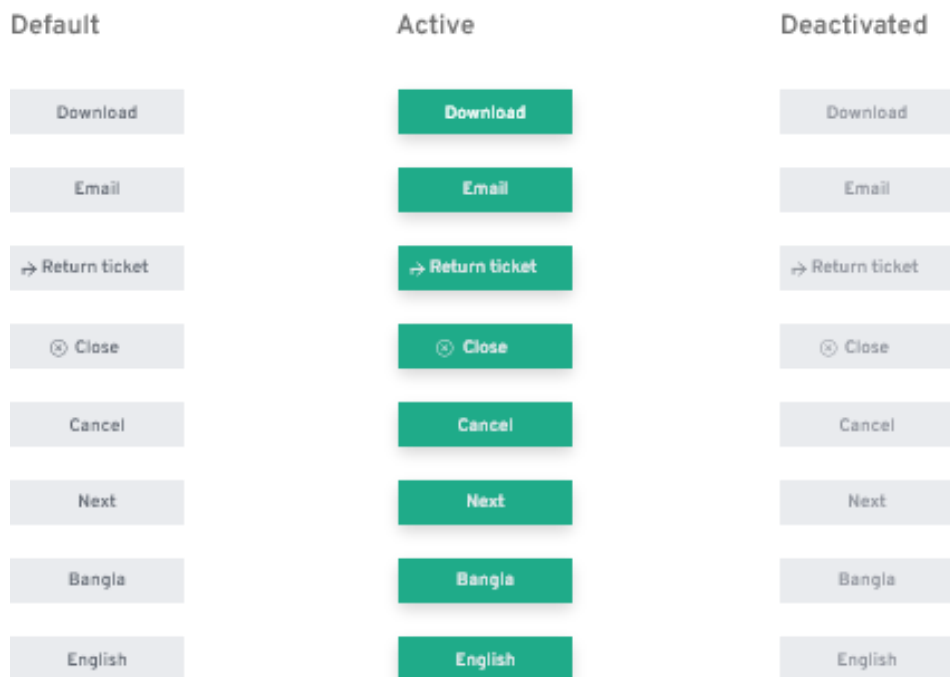 Default Active Deactivated
Download Download Download
Email Email Email
Return ticket Return ticket Return ticket
Close Close Close
Cancel Cancel Cancel
Next Next Next
Bangla Bangla Bangla
English English English